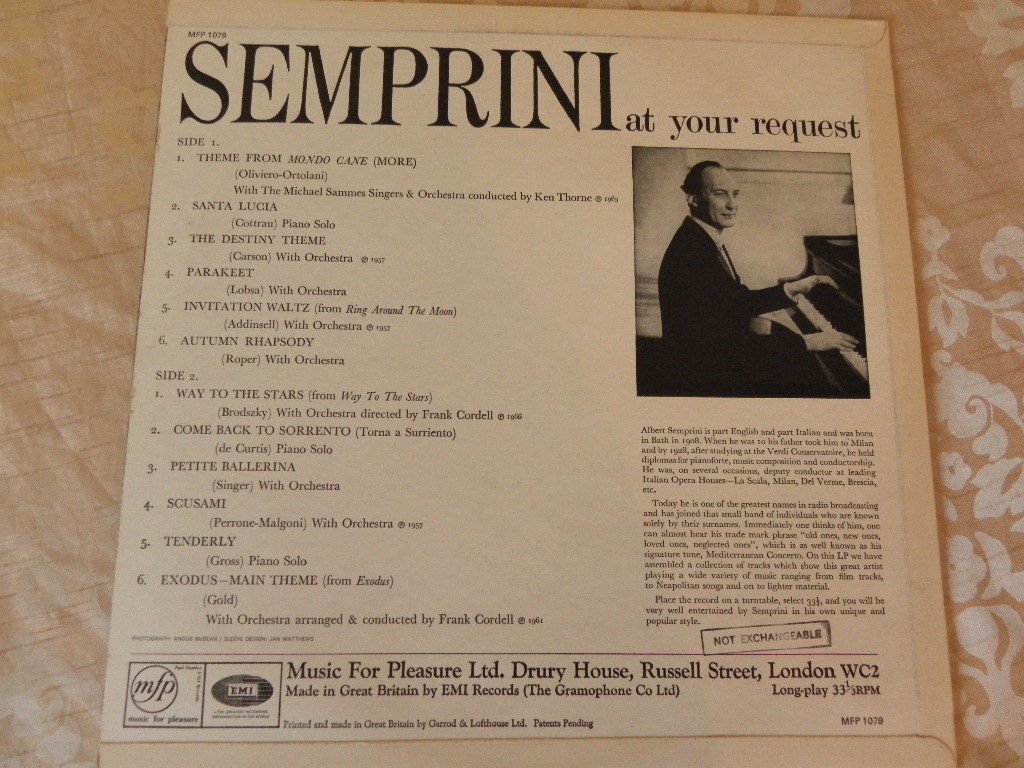 MFP 1079
SEMPRINI at your request
SIDE 1.
1. THEME FROM MONDO CANE (MORE)
(Oliviero-Ortolani)
With The Michael Sammes Singers & Orchestra conducted by Ken Thorne ℗ 1963
2. SANTA LUCIA
(Cottrau) Piano Solo
3. THE DESTINY THEME
(Carson) With Orchestra ℗ 1957
4. PARAKEET
(Lobsa) With Orchestra
5. INVITATION WALTZ (from Ring Around The Moon)
(Addinsell) With Orchestra ℗ 1957
6. AUTUMN RHAPSODY
(Roper) With Orchestra
SIDE 2.
1. WAY TO THE STARS (from Way To The Stars)
(Brodszky) With Orchestra directed by Frank Cordell ℗ 1966
2. COME BACK TO SORRENTO (Torna a Surriento)
(de Curtis) Piano Solo
3. PETITE BALLERINA
(Singer) With Orchestra
4. SCUSAMI
(Perrone-Malgoni) With Orchestra ℗ 1957
5. TENDERLY
(Gross) Piano Solo
6. EXODUS—MAIN THEME (from Exodus)
(Gold)
With Orchestra arranged & conducted by Frank Cordell ℗ 1961
PHOTOGRAPH: ANGUS McBEAN / SLEEVE DESIGN: JAN MATTHEWS
Albert Semprini is part English and part Italian and was born
in Bath in 1908. When he was 10 his father took him to Milan
and by 1928, after studying at the Verdi Conservatoire, he held
diplomas for pianoforte, music composition and conductorship.
He was, on several occasions, deputy conductor at leading
Italian Opera Houses—La Scala, Milan, Del Verme, Brescia,
etc.
Today he is one of the greatest names in radio broadcasting
and has joined that small band of individuals who are known
solely by their surnames. Immediately one thinks of him, one
can almost hear his trade mark phrase "old ones, new ones,
loved ones, neglected ones", which is as well known as his
signature tune, Mediterranean Concerto. On this LP we have
assembled a collection of tracks which show this great artist
playing a wide variety of music ranging from film tracks,
to Neapolitan songs and on to lighter material.
Place the record on a turntable, select 33⅓, and you will be
very well entertained by Semprini in his own unique and
popular style.
NOT EXCHANGEABLE
mfp
music for pleasure
EMI
Music For Pleasure Ltd. Drury House, Russell Street, London WC2
Made in Great Britain by EMI Records (The Gramophone Co Ltd) Long-play 33⅓RPM
Printed and made in Great Britain by Garrod & Lofthouse Ltd. Patents Pending
MFP 1079